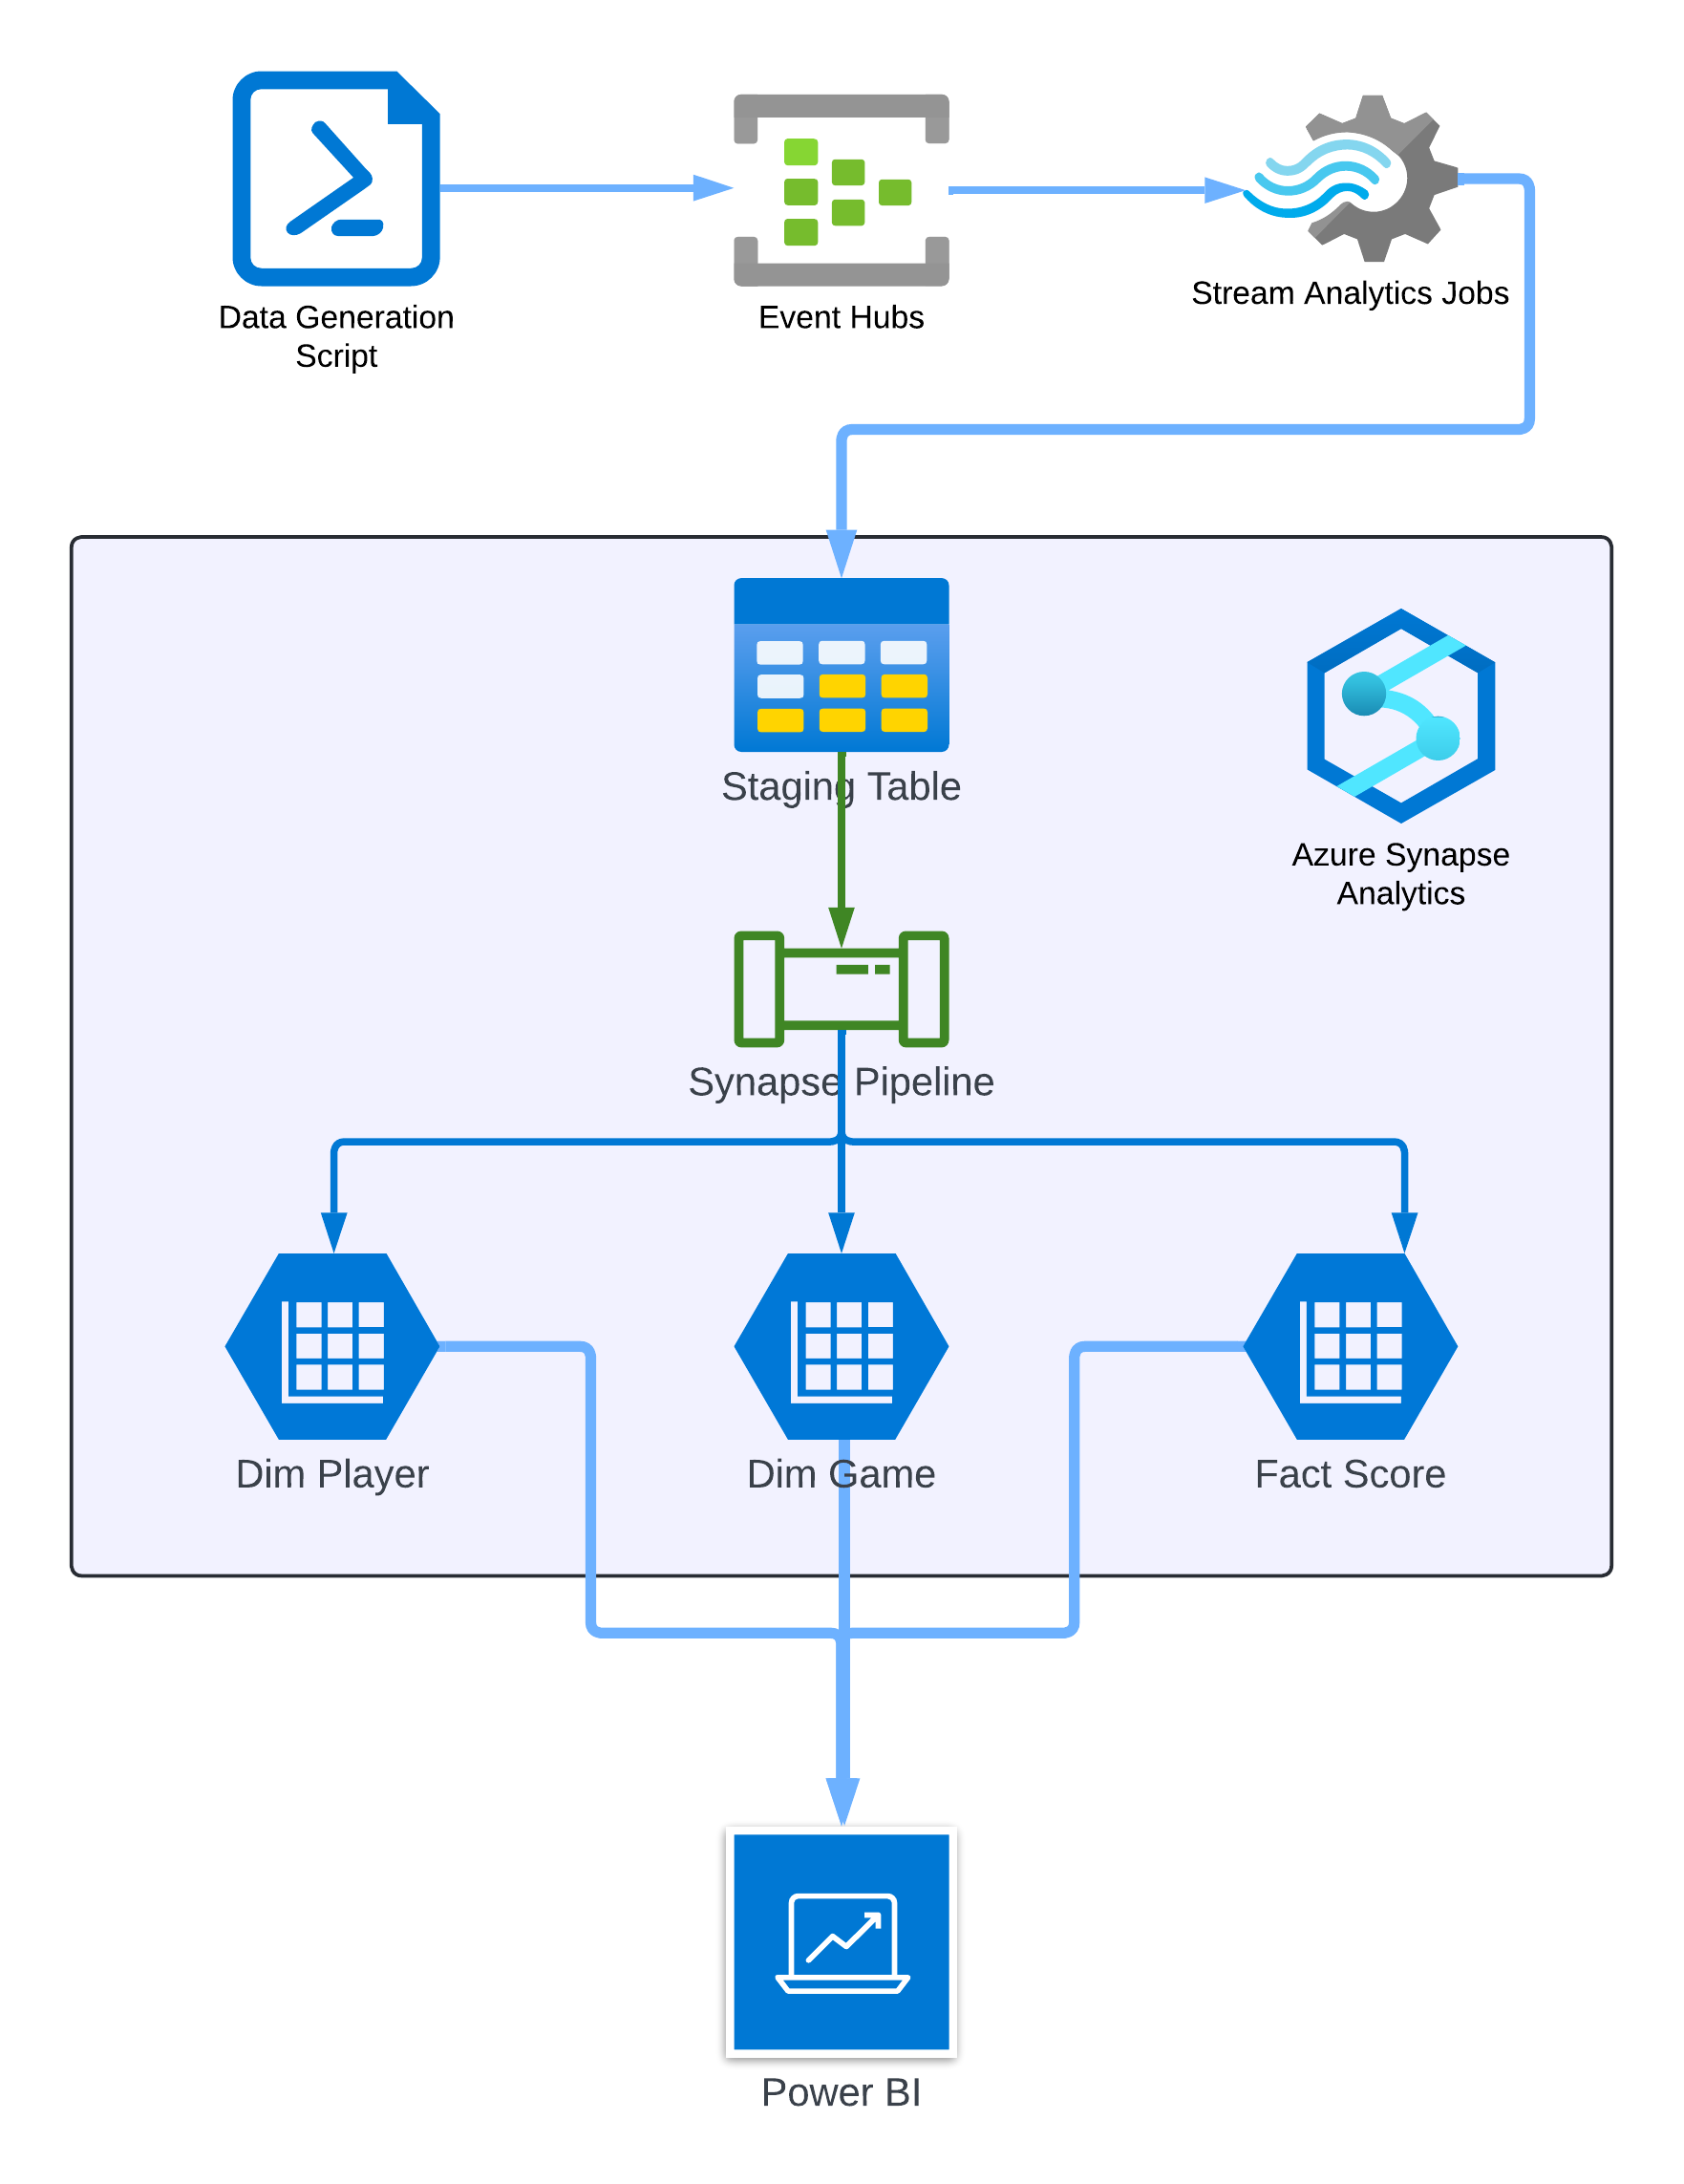 Data Generation
Script
Event Hubs
Stream Analytics Jobs
Staging Table
Azure Synapse
Analytics
Synapse Pipeline
Dim Player
Dim Game
Fact Score
Power BI